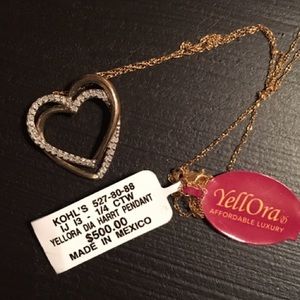 KOHL'S 527-80-88
IJ I3 - 1/4 CTW
YELLORA DIA HARRT PENDANT
$500.00
MADE IN MEXICO
YellOra
AFFORDABLE LUXURY